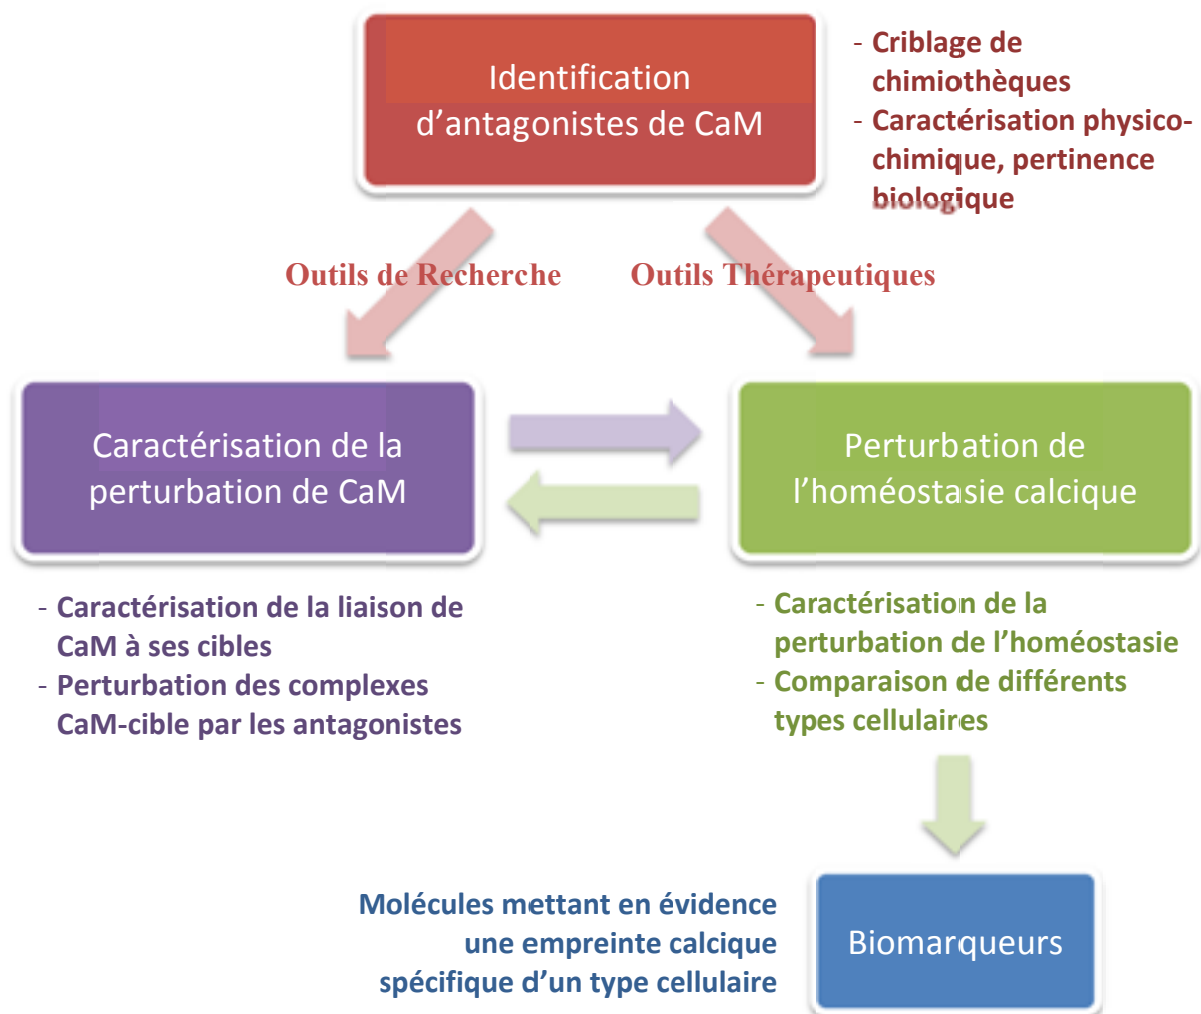 Identification
d’antagonistes de CaM
- Criblage de
chimiothèques
- Caractérisation physico-
chimique, pertinence
biologique
Outils de Recherche
Outils Thérapeutiques
Caractérisation de la
perturbation de CaM
Perturbation de
l’homéostasie calcique
- Caractérisation de la liaison de
CaM à ses cibles
- Perturbation des complexes
CaM-cible par les antagonistes
- Caractérisation de la
perturbation de l’homéostasie
- Comparaison de différents
types cellulaires
Molécules mettant en évidence
une empreinte calcique
spécifique d’un type cellulaire
Biomarqueurs